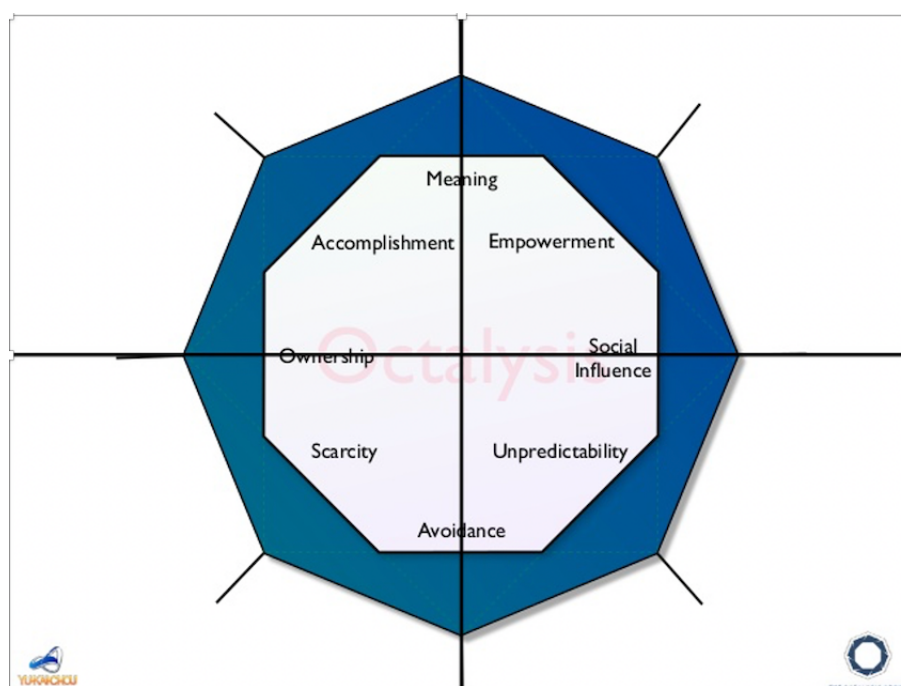 Meaning
Accomplishment
Empowerment
Octalysis
Ownership
Social
Influence
Scarcity
Unpredictability
Avoidance
YUKAICHOU